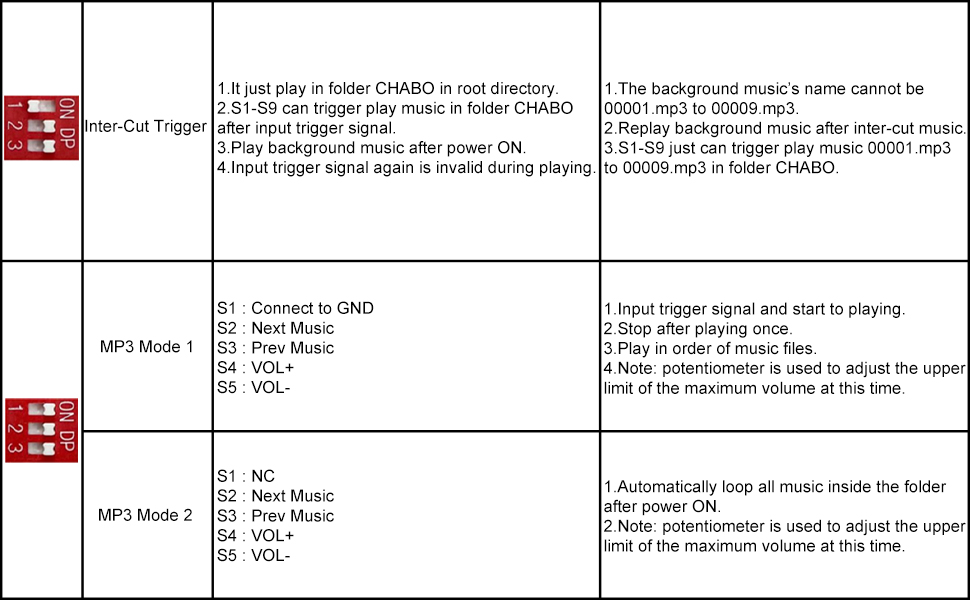 ON DP
1 2 3
Inter-Cut Trigger
1.It just play in folder CHABO in root directory.
2.S1-S9 can trigger play music in folder CHABO
after input trigger signal.
3.Play background music after power ON.
4.Input trigger signal again is invalid during playing.
1.The background music's name cannot be
00001.mp3 to 00009.mp3.
2.Replay background music after inter-cut music.
3.S1-S9 just can trigger play music 00001.mp3
to 00009.mp3 in folder CHABO.
ON DP
1 2 3
MP3 Mode 1
S1 : Connect to GND
S2 : Next Music
S3 : Prev Music
S4 : VOL+
S5 : VOL-
1.Input trigger signal and start to playing.
2.Stop after playing once.
3.Play in order of music files.
4.Note: potentiometer is used to adjust the upper
limit of the maximum volume at this time.
MP3 Mode 2
S1 : NC
S2 : Next Music
S3 : Prev Music
S4 : VOL+
S5 : VOL-
1.Automatically loop all music inside the folder
after power ON.
2.Note: potentiometer is used to adjust the upper
limit of the maximum volume at this time.